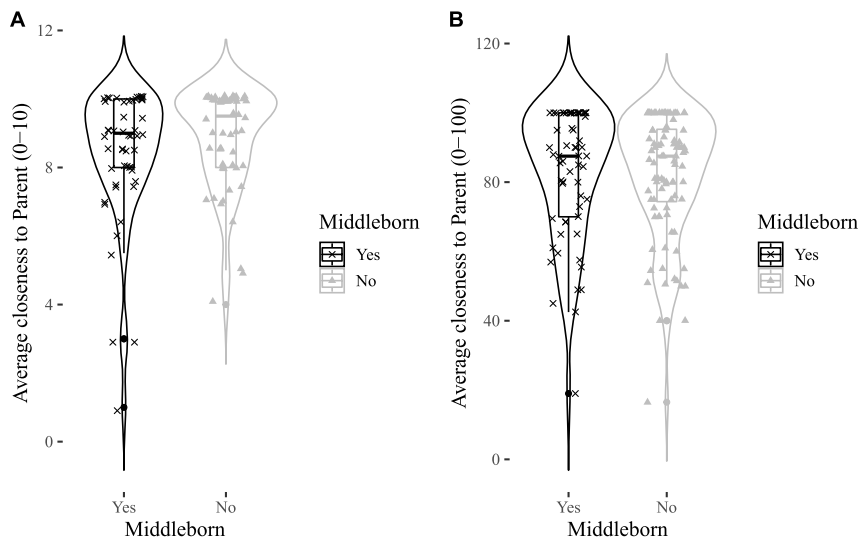 A
Average closeness to Parent (0−10)
12
8
4
0
Yes
No
Middleborn
Middleborn
Yes
No
B
Average closeness to Parent (0−100)
120
80
40
0
Yes
No
Middleborn
Middleborn
Yes
No